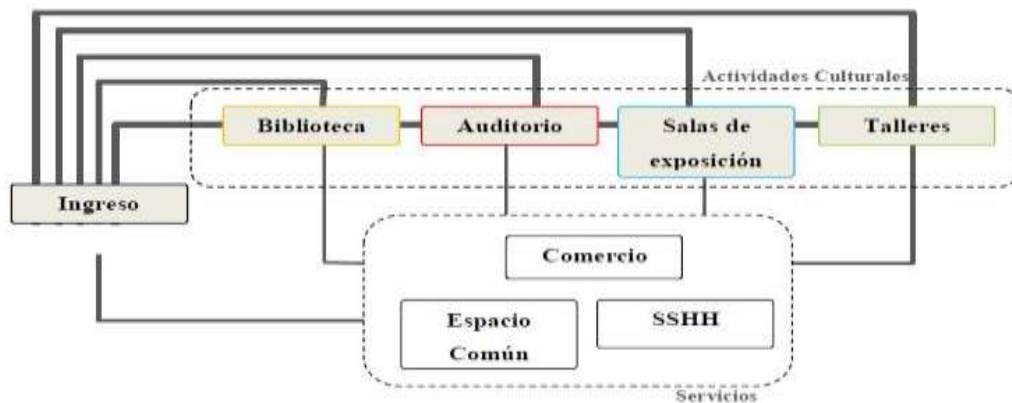 Actividades Culturales
Biblioteca
Auditorio
Salas de
exposición
Talleres
Ingreso
Comercio
Espacio
Común
SSHH
Servicios